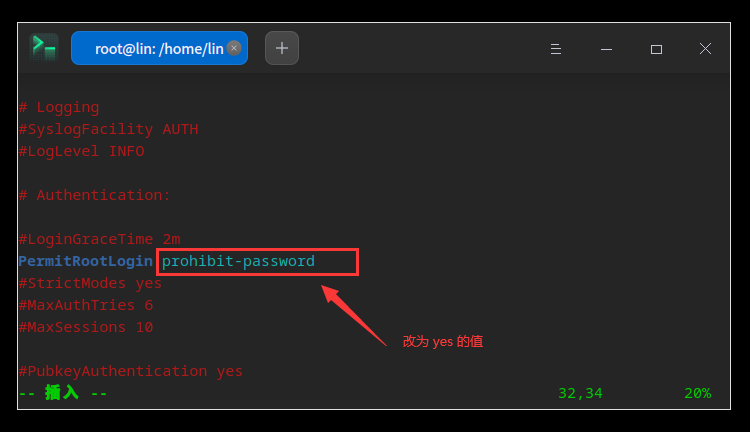 root@lin: /home/lin
# Logging
#SyslogFacility AUTH
#LogLevel INFO
# Authentication:
#LoginGraceTime 2m
PermitRootLogin prohibit-password
#StrictModes yes
#MaxAuthTries 6
#MaxSessions 10
改为 yes 的值
#PubkeyAuthentication yes
-- 插入 -- 32,34 20%